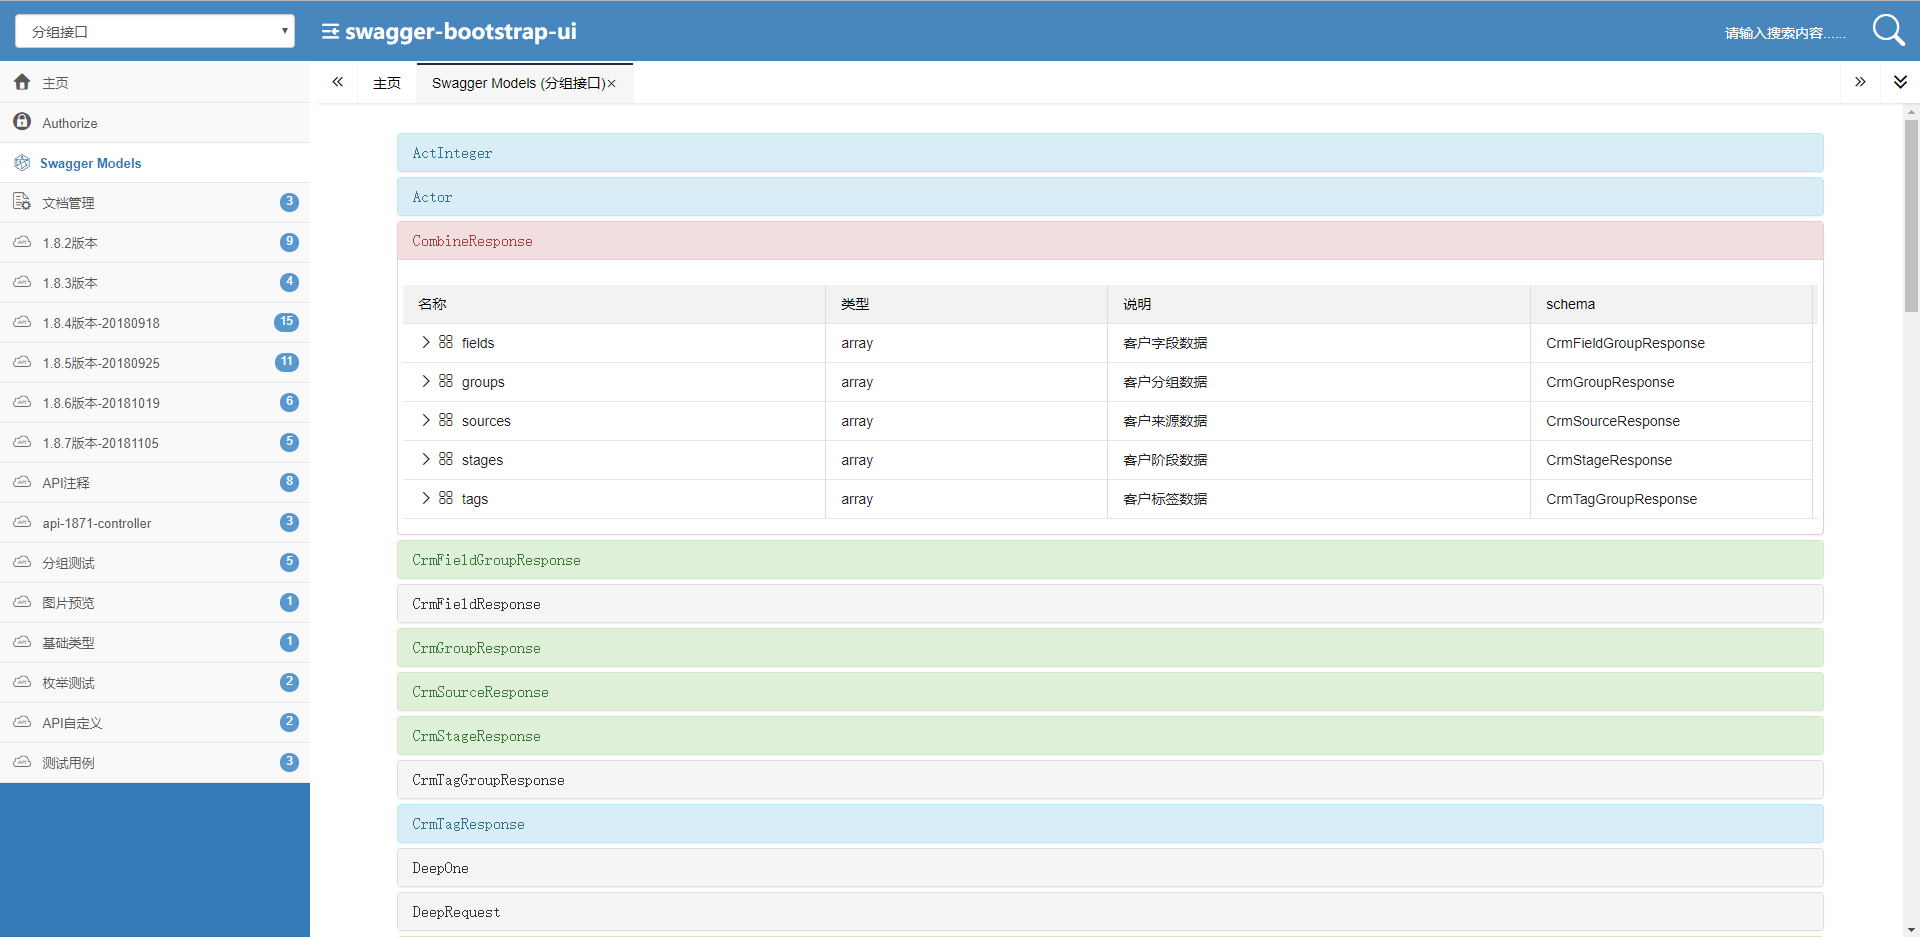 分组接口
swagger-bootstrap-ui
请输入搜索内容......
主页
Authorize
Swagger Models
文档管理 3
1.8.2版本 9
1.8.3版本 4
1.8.4版本-20180918 15
1.8.5版本-20180925 11
1.8.6版本-20181019 6
1.8.7版本-20181105 5
API注释 8
api-1871-controller 3
分组测试 5
图片预览 1
基础类型 1
枚举测试 2
API自定义 2
测试用例 3
主页 Swagger Models (分组接口)×
ActInteger
Actor
CombineResponse
名称 类型 说明 schema
fields array 客户字段数据 CrmFieldGroupResponse
groups array 客户分组数据 CrmGroupResponse
sources array 客户来源数据 CrmSourceResponse
stages array 客户阶段数据 CrmStageResponse
tags array 客户标签数据 CrmTagGroupResponse
CrmFieldGroupResponse
CrmFieldResponse
CrmGroupResponse
CrmSourceResponse
CrmStageResponse
CrmTagGroupResponse
CrmTagResponse
DeepOne
DeepRequest